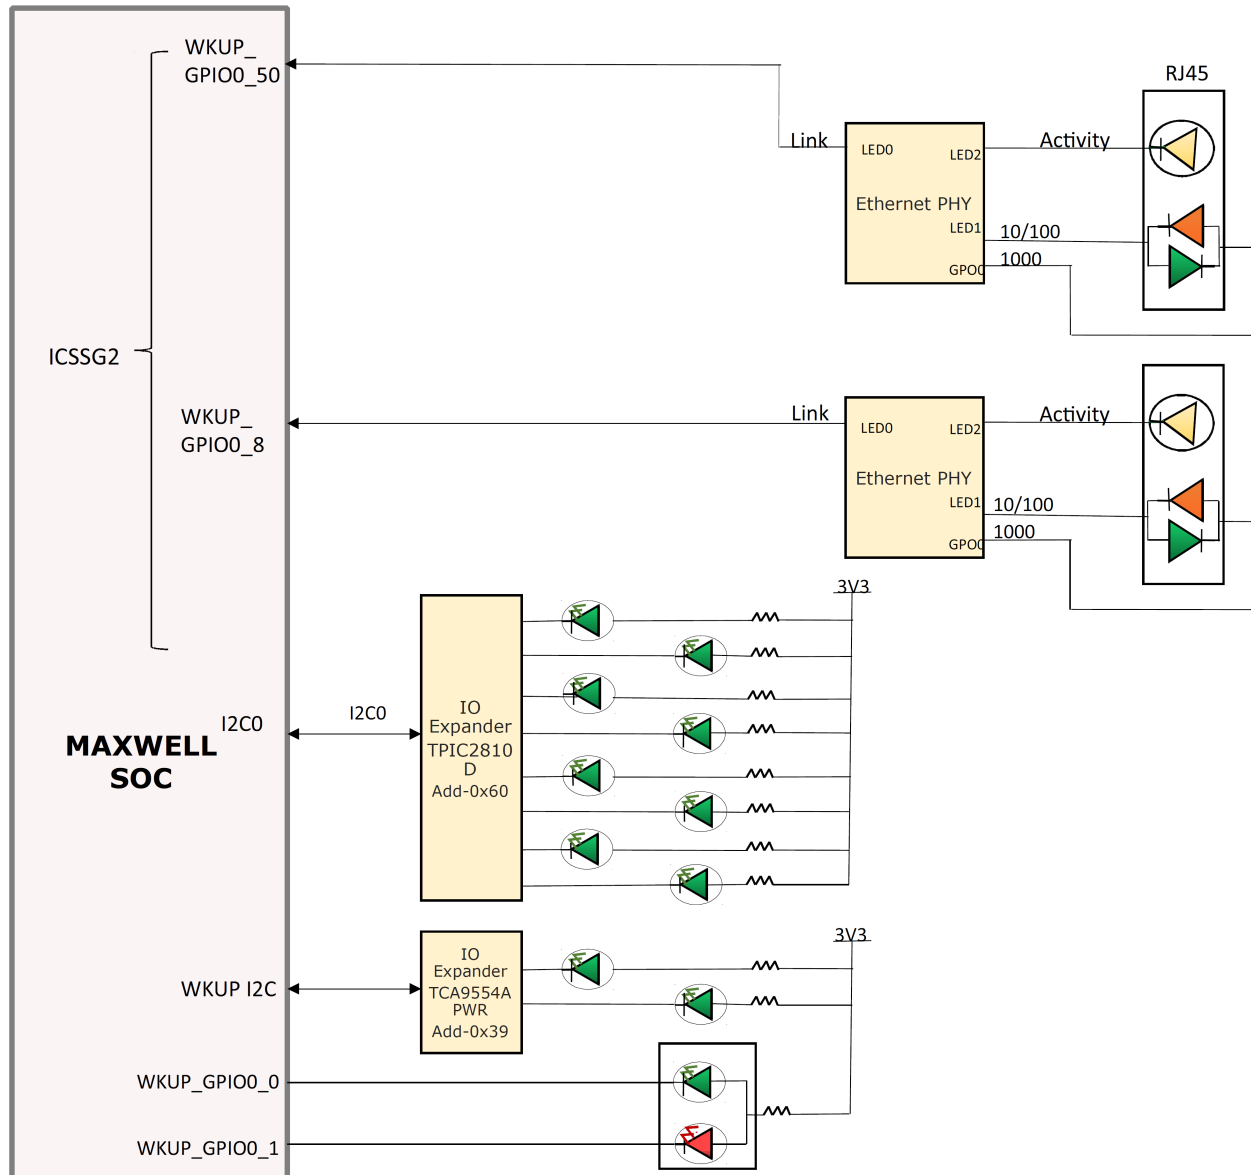 WKUP_
GPIO0_50
RJ45
Link
LED0
LED2
Activity
Ethernet PHY
LED1
10/100
GPO0
1000
ICSSG2
WKUP_
GPIO0_8
Link
LED0
LED2
Activity
Ethernet PHY
LED1
10/100
GPO0
1000
3V3
IO
Expander
TPIC2810
D
Add-0x60
I2C0
I2C0
MAXWELL
SOC
3V3
IO
Expander
TCA9554A
PWR
Add-0x39
WKUP I2C
WKUP_GPIO0_0
WKUP_GPIO0_1